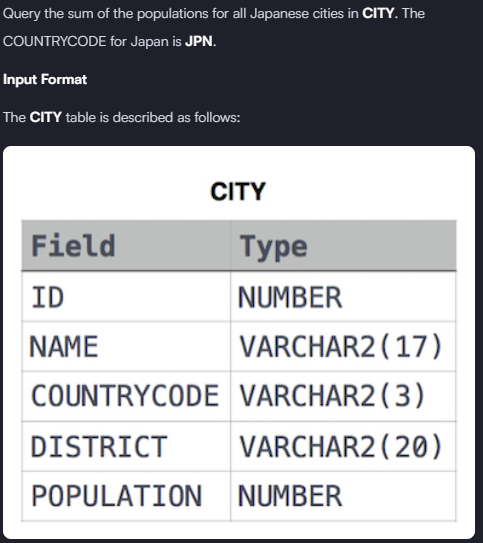 Query the sum of the populations for all Japanese cities in CITY. The
COUNTRYCODE for Japan is JPN.
Input Format
The CITY table is described as follows:
CITY
Field Type
ID NUMBER
NAME VARCHAR2(17)
COUNTRYCODE VARCHAR2(3)
DISTRICT VARCHAR2(20)
POPULATION NUMBER